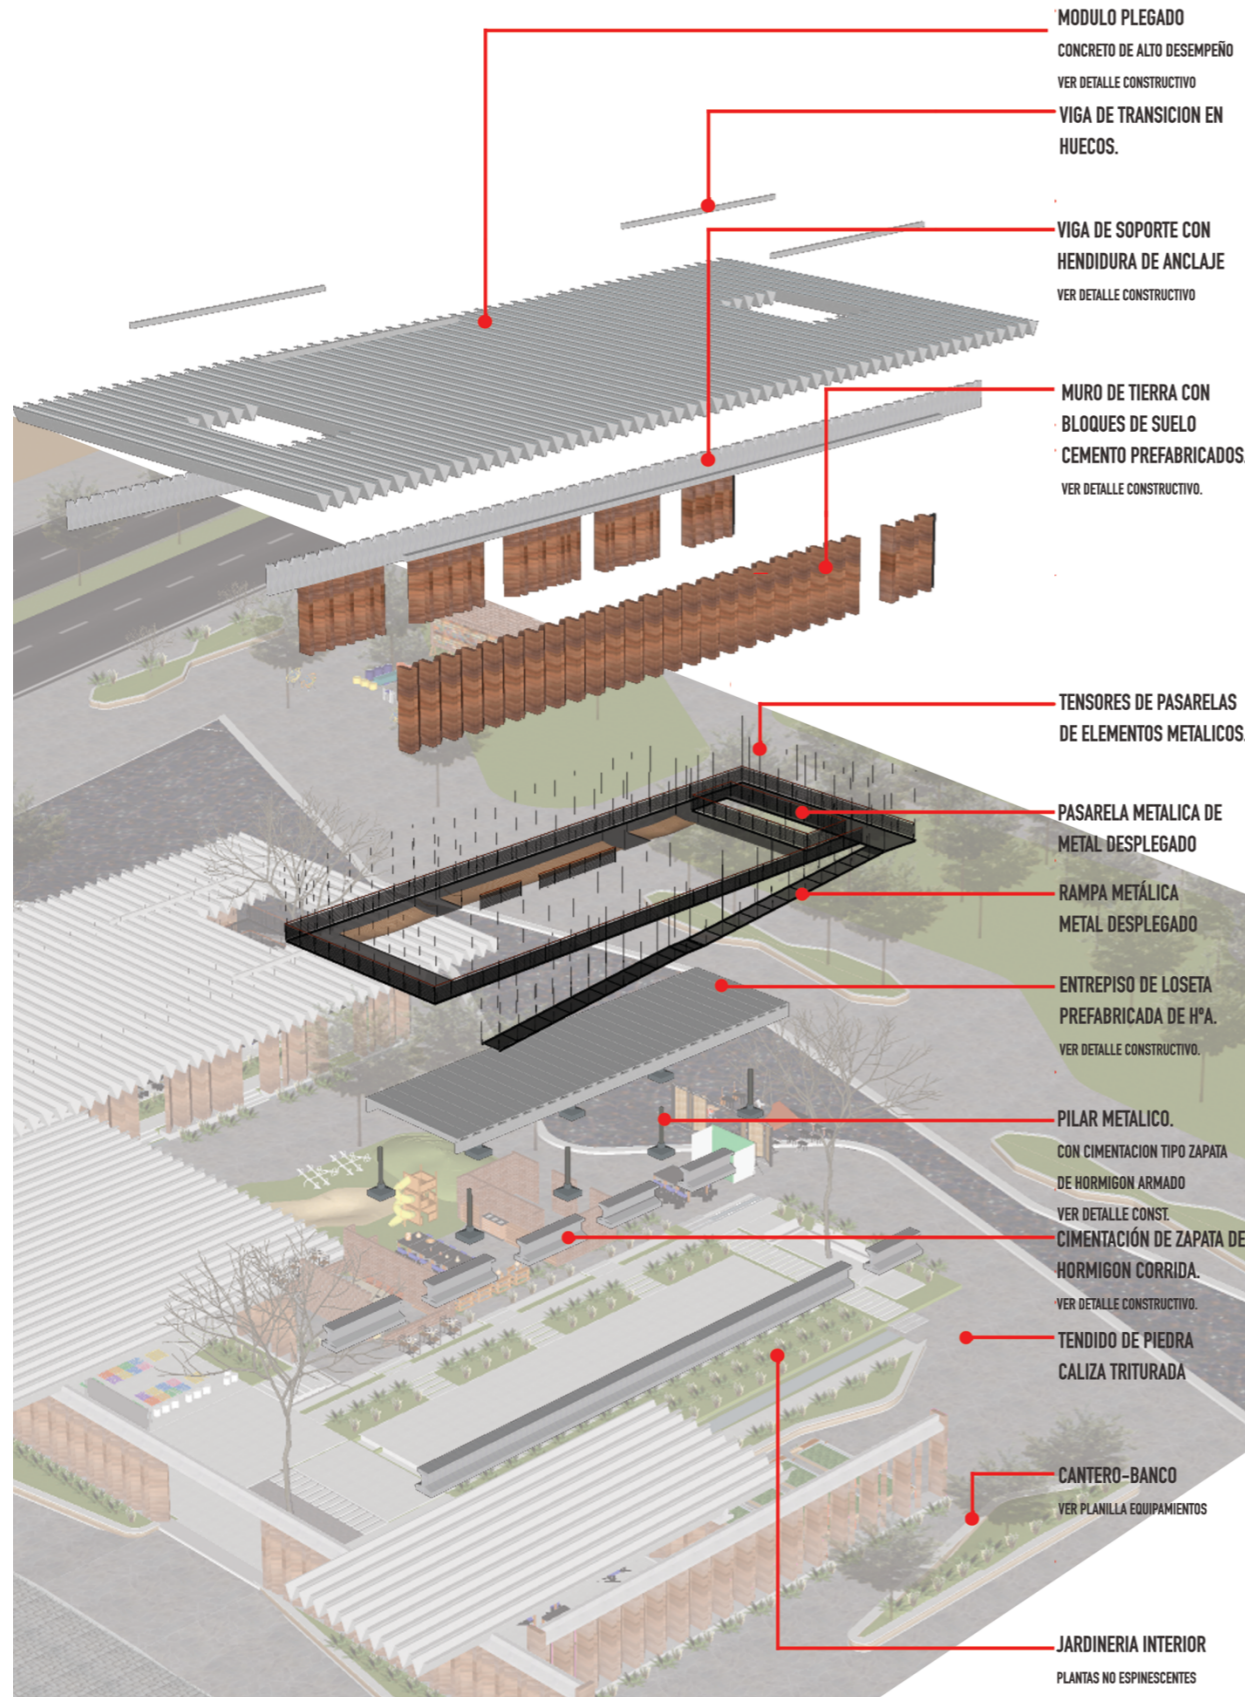 MODULO PLEGADO
CONCRETO DE ALTO DESEMPEÑO
VER DETALLE CONSTRUCTIVO
VIGA DE TRANSICION EN
HUECOS.
VIGA DE SOPORTE CON
HENDIDURA DE ANCLAJE
VER DETALLE CONSTRUCTIVO
MURO DE TIERRA CON
BLOQUES DE SUELO
CEMENTO PREFABRICADOS.
VER DETALLE CONSTRUCTIVO.
TENSORES DE PASARELAS
DE ELEMENTOS METALICOS.
PASARELA METALICA DE
METAL DESPLEGADO
RAMPA METÁLICA
METAL DESPLEGADO
ENTREPISO DE LOSETA
PREFABRICADA DE HºA.
VER DETALLE CONSTRUCTIVO.
PILAR METALICO.
CON CIMENTACION TIPO ZAPATA
DE HORMIGON ARMADO
VER DETALLE CONST.
CIMENTACIÓN DE ZAPATA DE
HORMIGON CORRIDA.
VER DETALLE CONSTRUCTIVO.
TENDIDO DE PIEDRA
CALIZA TRITURADA
CANTERO-BANCO
VER PLANILLA EQUIPAMIENTOS
JARDINERIA INTERIOR
PLANTAS NO ESPINESCENTES